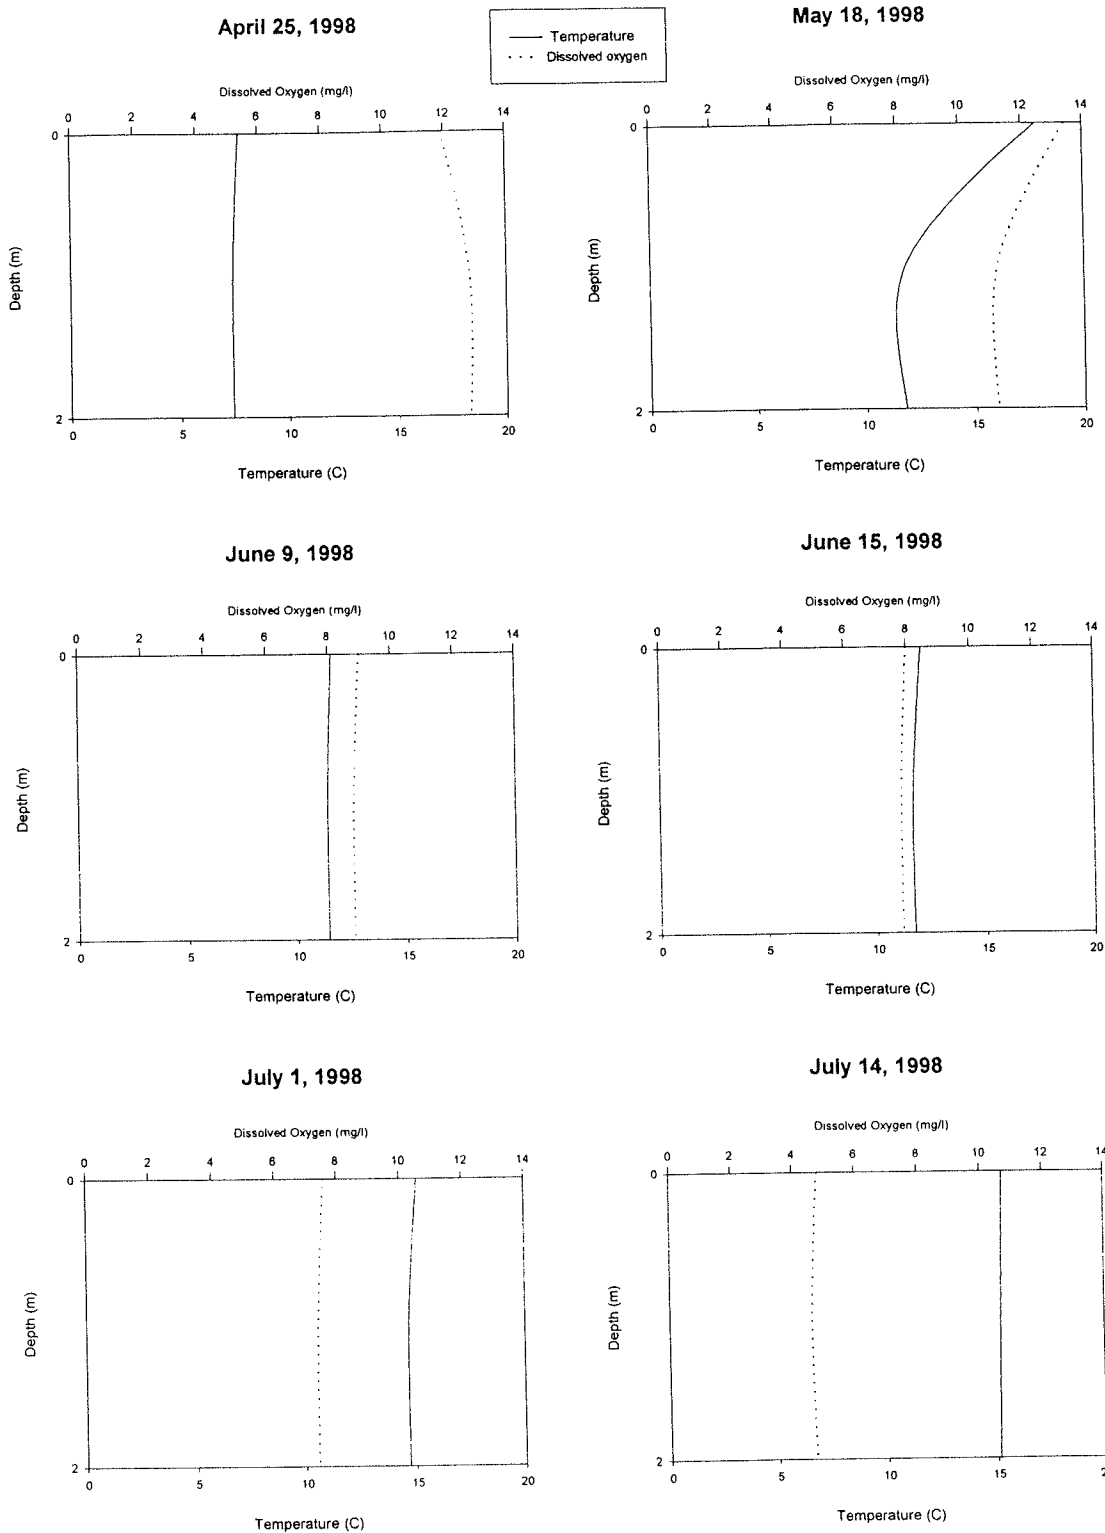 April 25, 1998
Temperature
Dissolved oxygen
May 18, 1998
Dissolved Oxygen (mg/l)
0 2 4 6 8 10 12 14
0
Depth (m)
2
0 5 10 15 20
Temperature (C)
Dissolved Oxygen (mg/l)
0 2 4 6 8 10 12 14
0
Depth (m)
2
0 5 10 15 20
Temperature (C)
June 9, 1998
Dissolved Oxygen (mg/l)
0 2 4 6 8 10 12 14
0
Depth (m)
2
0 5 10 15 20
Temperature (C)
June 15, 1998
Dissolved Oxygen (mg/l)
0 2 4 6 8 10 12 14
0
Depth (m)
2
0 5 10 15 20
Temperature (C)
July 1, 1998
Dissolved Oxygen (mg/l)
0 2 4 6 8 10 12 14
0
Depth (m)
2
0 5 10 15 20
Temperature (C)
July 14, 1998
Dissolved Oxygen (mg/l)
0 2 4 6 8 10 12 14
0
Depth (m)
2
0 5 10 15
Temperature (C)